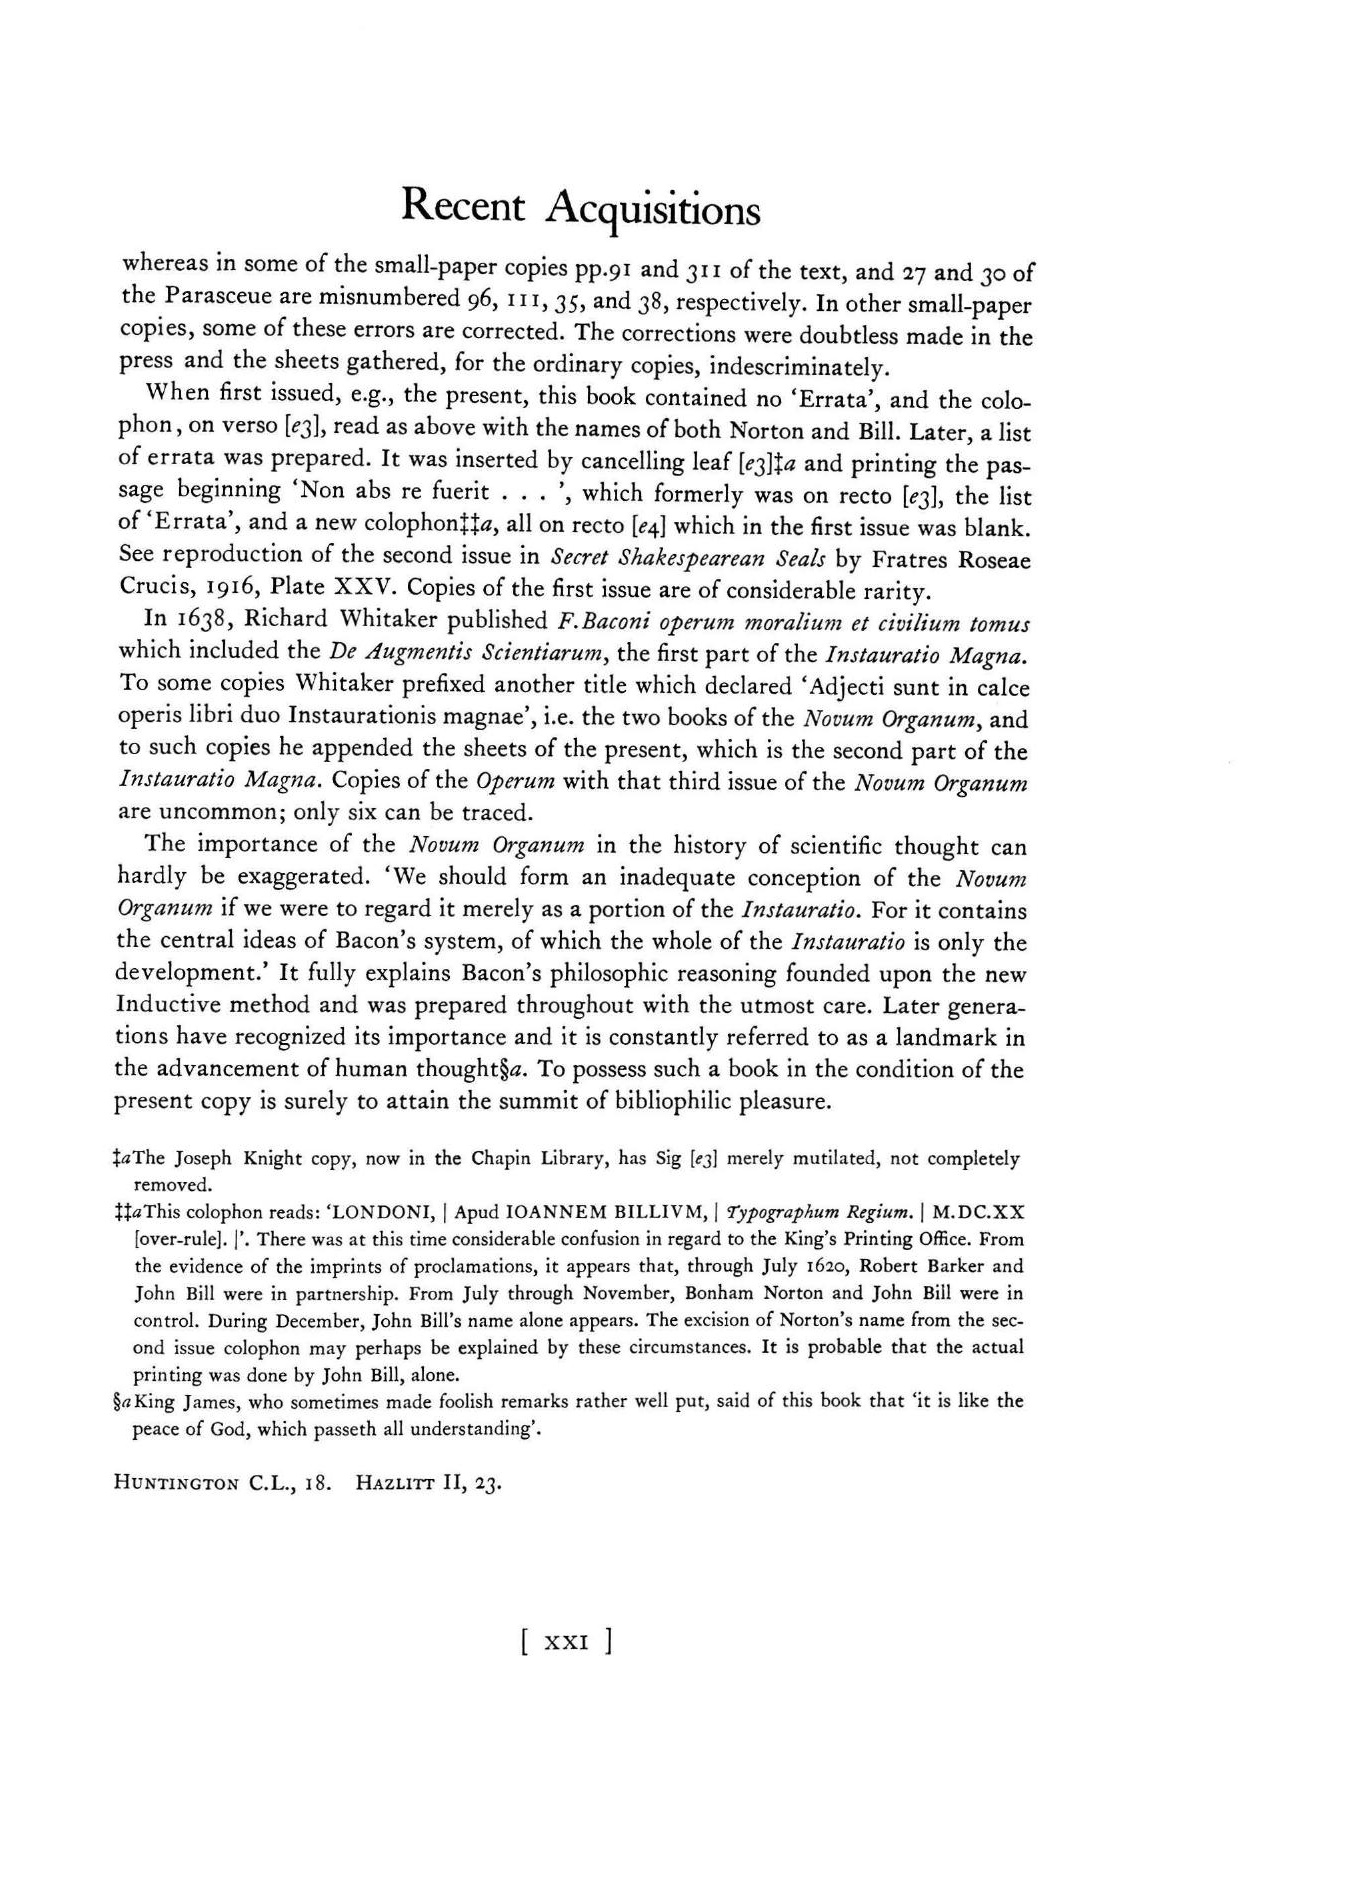 Recent Acquisitions
whereas in some of the small-paper copies pp.91 and 311 of the text, and 27 and 30 of
the Parasceue are misnumbered 96, 111, 35, and 38, respectively. In other small-paper
copies, some of these errors are corrected. The corrections were doubtless made in the
press and the sheets gathered, for the ordinary copies, indescriminately.
When first issued, e.g., the present, this book contained no ‘Errata’, and the colo-
phon, on verso [e3], read as above with the names of both Norton and Bill. Later, a list
of errata was prepared. It was inserted by cancelling leaf [e3]‡a and printing the pas-
sage beginning ‘Non abs re fuerit . . . ’, which formerly was on recto [e3], the list
of ‘Errata’, and a new colophon‡‡a, all on recto [e4] which in the first issue was blank.
See reproduction of the second issue in Secret Shakespearean Seals by Fratres Roseae
Crucis, 1916, Plate XXV. Copies of the first issue are of considerable rarity.
In 1638, Richard Whitaker published F.Baconi operum moralium et civilium tomus
which included the De Augmentis Scientiarum, the first part of the Instauratio Magna.
To some copies Whitaker prefixed another title which declared ‘Adjecti sunt in calce
operis libri duo Instaurationis magnae’, i.e. the two books of the Novum Organum, and
to such copies he appended the sheets of the present, which is the second part of the
Instauratio Magna. Copies of the Operum with that third issue of the Novum Organum
are uncommon; only six can be traced.
The importance of the Novum Organum in the history of scientific thought can
hardly be exaggerated. ‘We should form an inadequate conception of the Novum
Organum if we were to regard it merely as a portion of the Instauratio. For it contains
the central ideas of Bacon’s system, of which the whole of the Instauratio is only the
development.’ It fully explains Bacon’s philosophic reasoning founded upon the new
Inductive method and was prepared throughout with the utmost care. Later genera-
tions have recognized its importance and it is constantly referred to as a landmark in
the advancement of human thought§a. To possess such a book in the condition of the
present copy is surely to attain the summit of bibliophilic pleasure.
‡aThe Joseph Knight copy, now in the Chapin Library, has Sig [e3] merely mutilated, not completely
removed.
‡‡aThis colophon reads: ‘LONDONI, | Apud IOANNEM BILLIVM, | Typographum Regium. | M.DC.XX
[over-rule]. |’. There was at this time considerable confusion in regard to the King’s Printing Office. From
the evidence of the imprints of proclamations, it appears that, through July 1620, Robert Barker and
John Bill were in partnership. From July through November, Bonham Norton and John Bill were in
control. During December, John Bill’s name alone appears. The excision of Norton’s name from the sec-
ond issue colophon may perhaps be explained by these circumstances. It is probable that the actual
printing was done by John Bill, alone.
§aKing James, who sometimes made foolish remarks rather well put, said of this book that ‘it is like the
peace of God, which passeth all understanding’.
HUNTINGTON C.L., 18. HAZLITT II, 23.
[ XXI ]